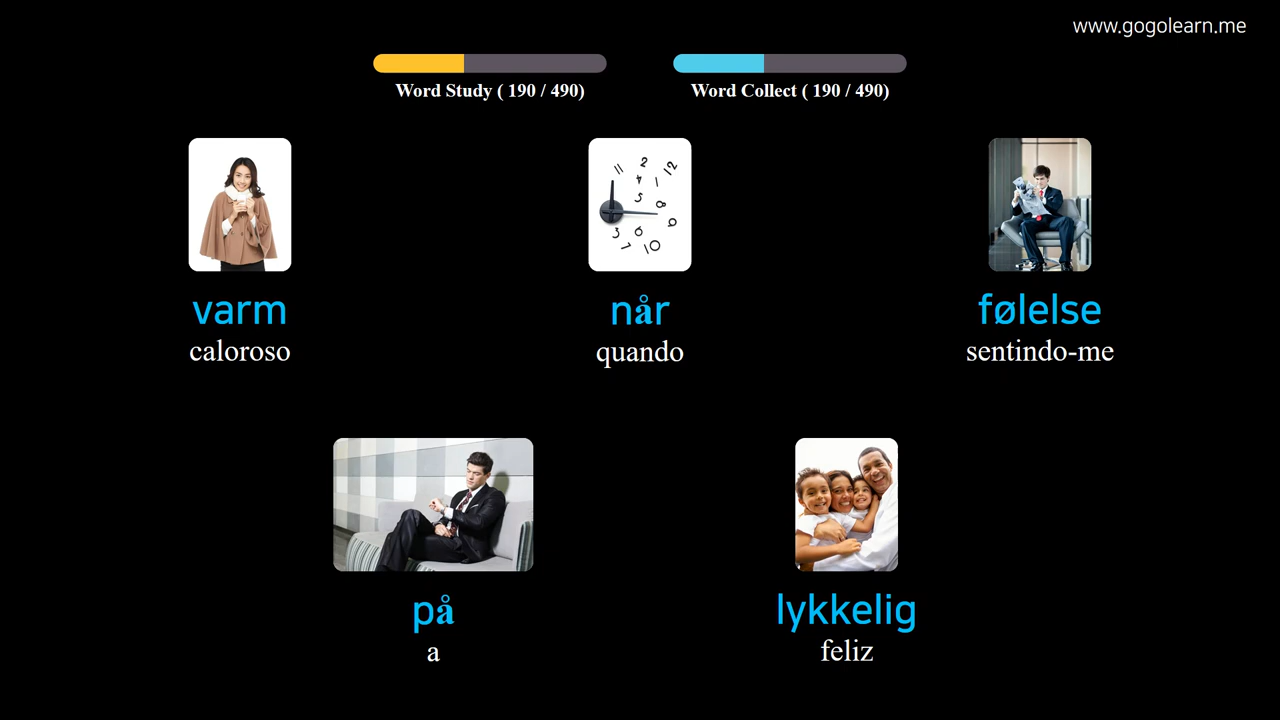 www.gogolearn.me
Word Study ( 190 / 490)
Word Collect ( 190 / 490)
varm
caloroso
når
quando
følelse
sentindo-me
på
a
lykkelig
feliz